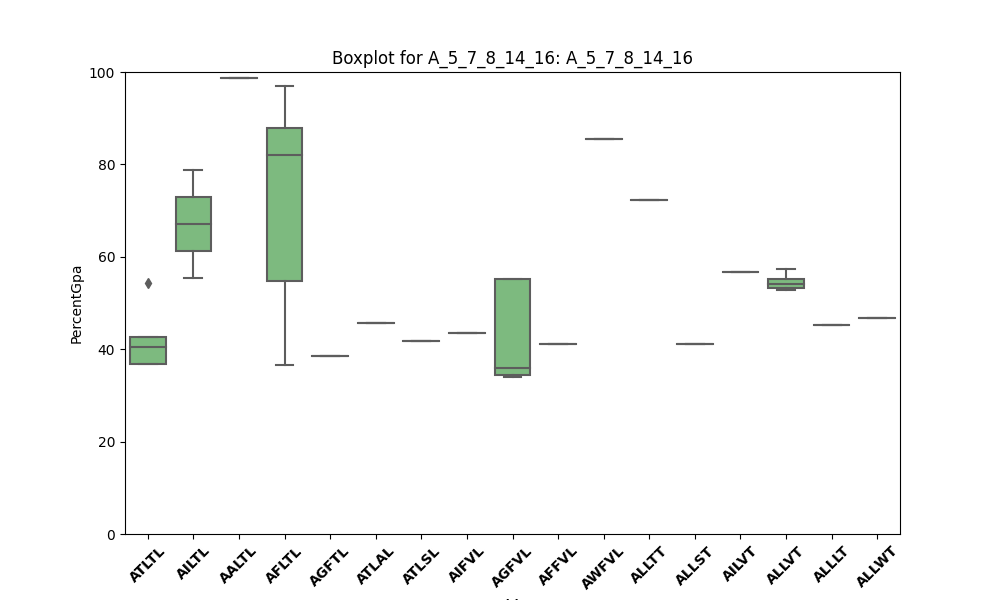 Boxplot for A_5_7_8_14_16: A_5_7_8_14_16
PercentGpa
100
80
60
40
20
0
ATLTL
AILTL
AALTL
AFLTL
AGFTL
ATLAL
ATLSL
AIFVL
AGFVL
AFFVL
AWFVL
ALLTT
ALLST
AILVT
ALLVT
ALLLT
ALLWT